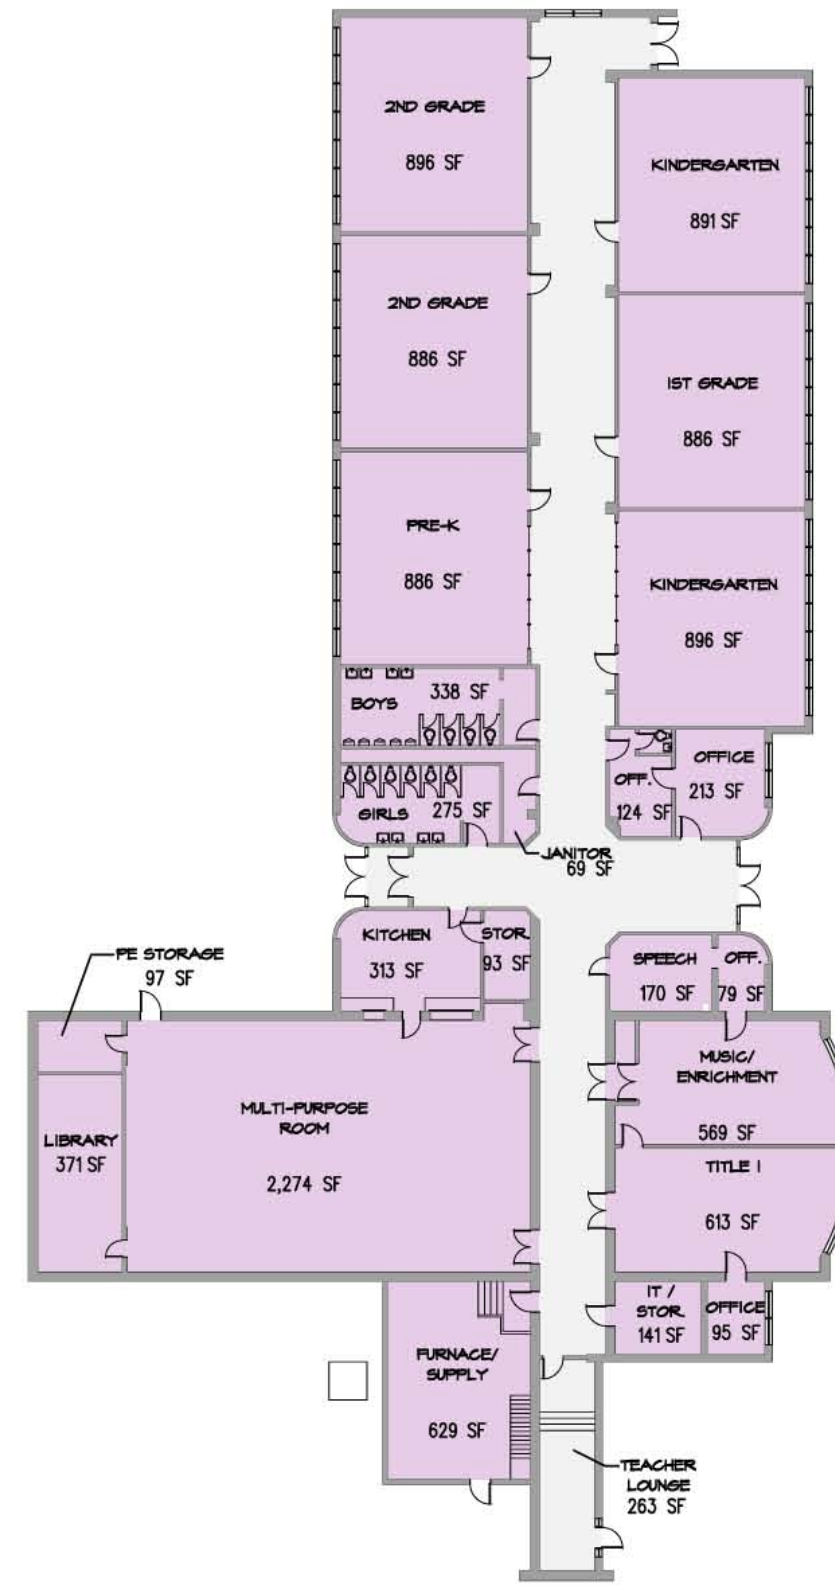 2ND GRADE
896 SF
KINDERGARTEN
891 SF
2ND GRADE
886 SF
1ST GRADE
886 SF
PRE-K
886 SF
KINDERGARTEN
896 SF
BOYS
338 SF
OFFICE
213 SF
OFF.
124 SF
GIRLS
275 SF
JANITOR
69 SF
KITCHEN
313 SF
STOR.
93 SF
SPEECH
170 SF
OFF.
79 SF
PE STORAGE
97 SF
MUSIC/
ENRICHMENT
569 SF
MULTI-PURPOSE
ROOM
2,274 SF
LIBRARY
371 SF
TITLE I
613 SF
IT /
STOR.
141 SF
OFFICE
95 SF
FURNACE/
SUPPLY
629 SF
TEACHER
LOUNGE
263 SF